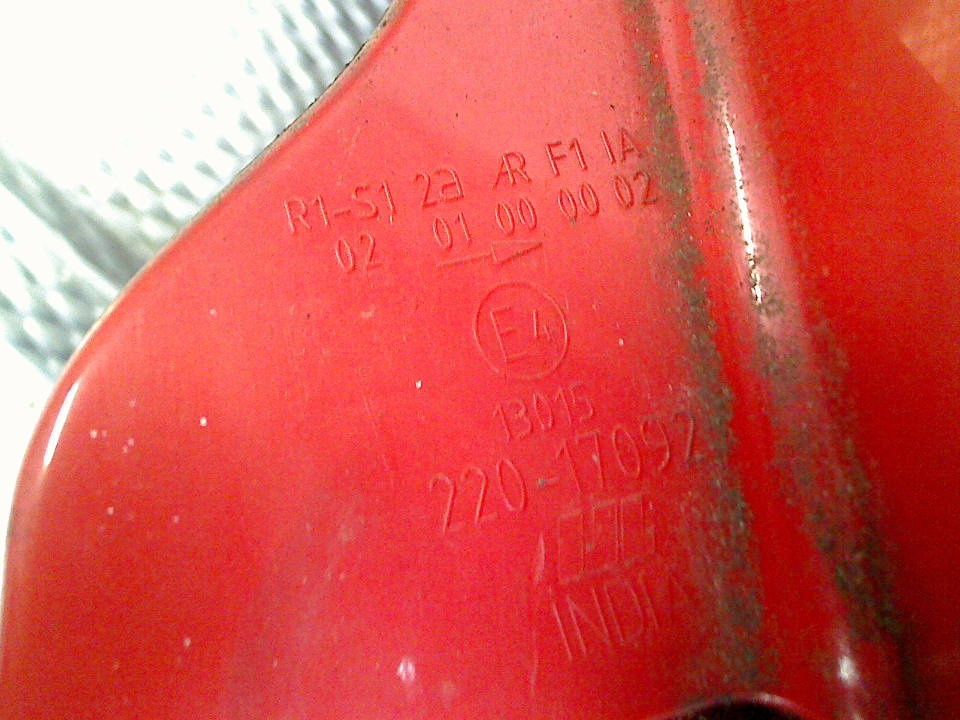 R1-S1 2a AR F1 IA
02 01 00 00 02
E4
13015
220-17092
INDIA